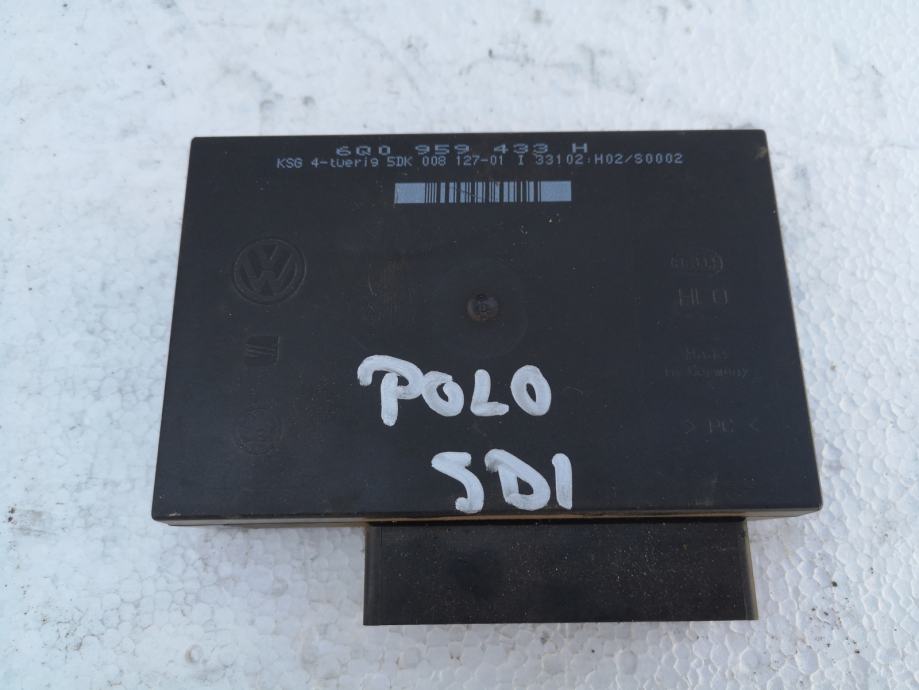 6Q0 959 433 H
KSG 4-tuerig 5DK 008 127-01 I 33102 H02/S0002
VW
HLO
Made
in Germany
> PC <
POLO
SDI